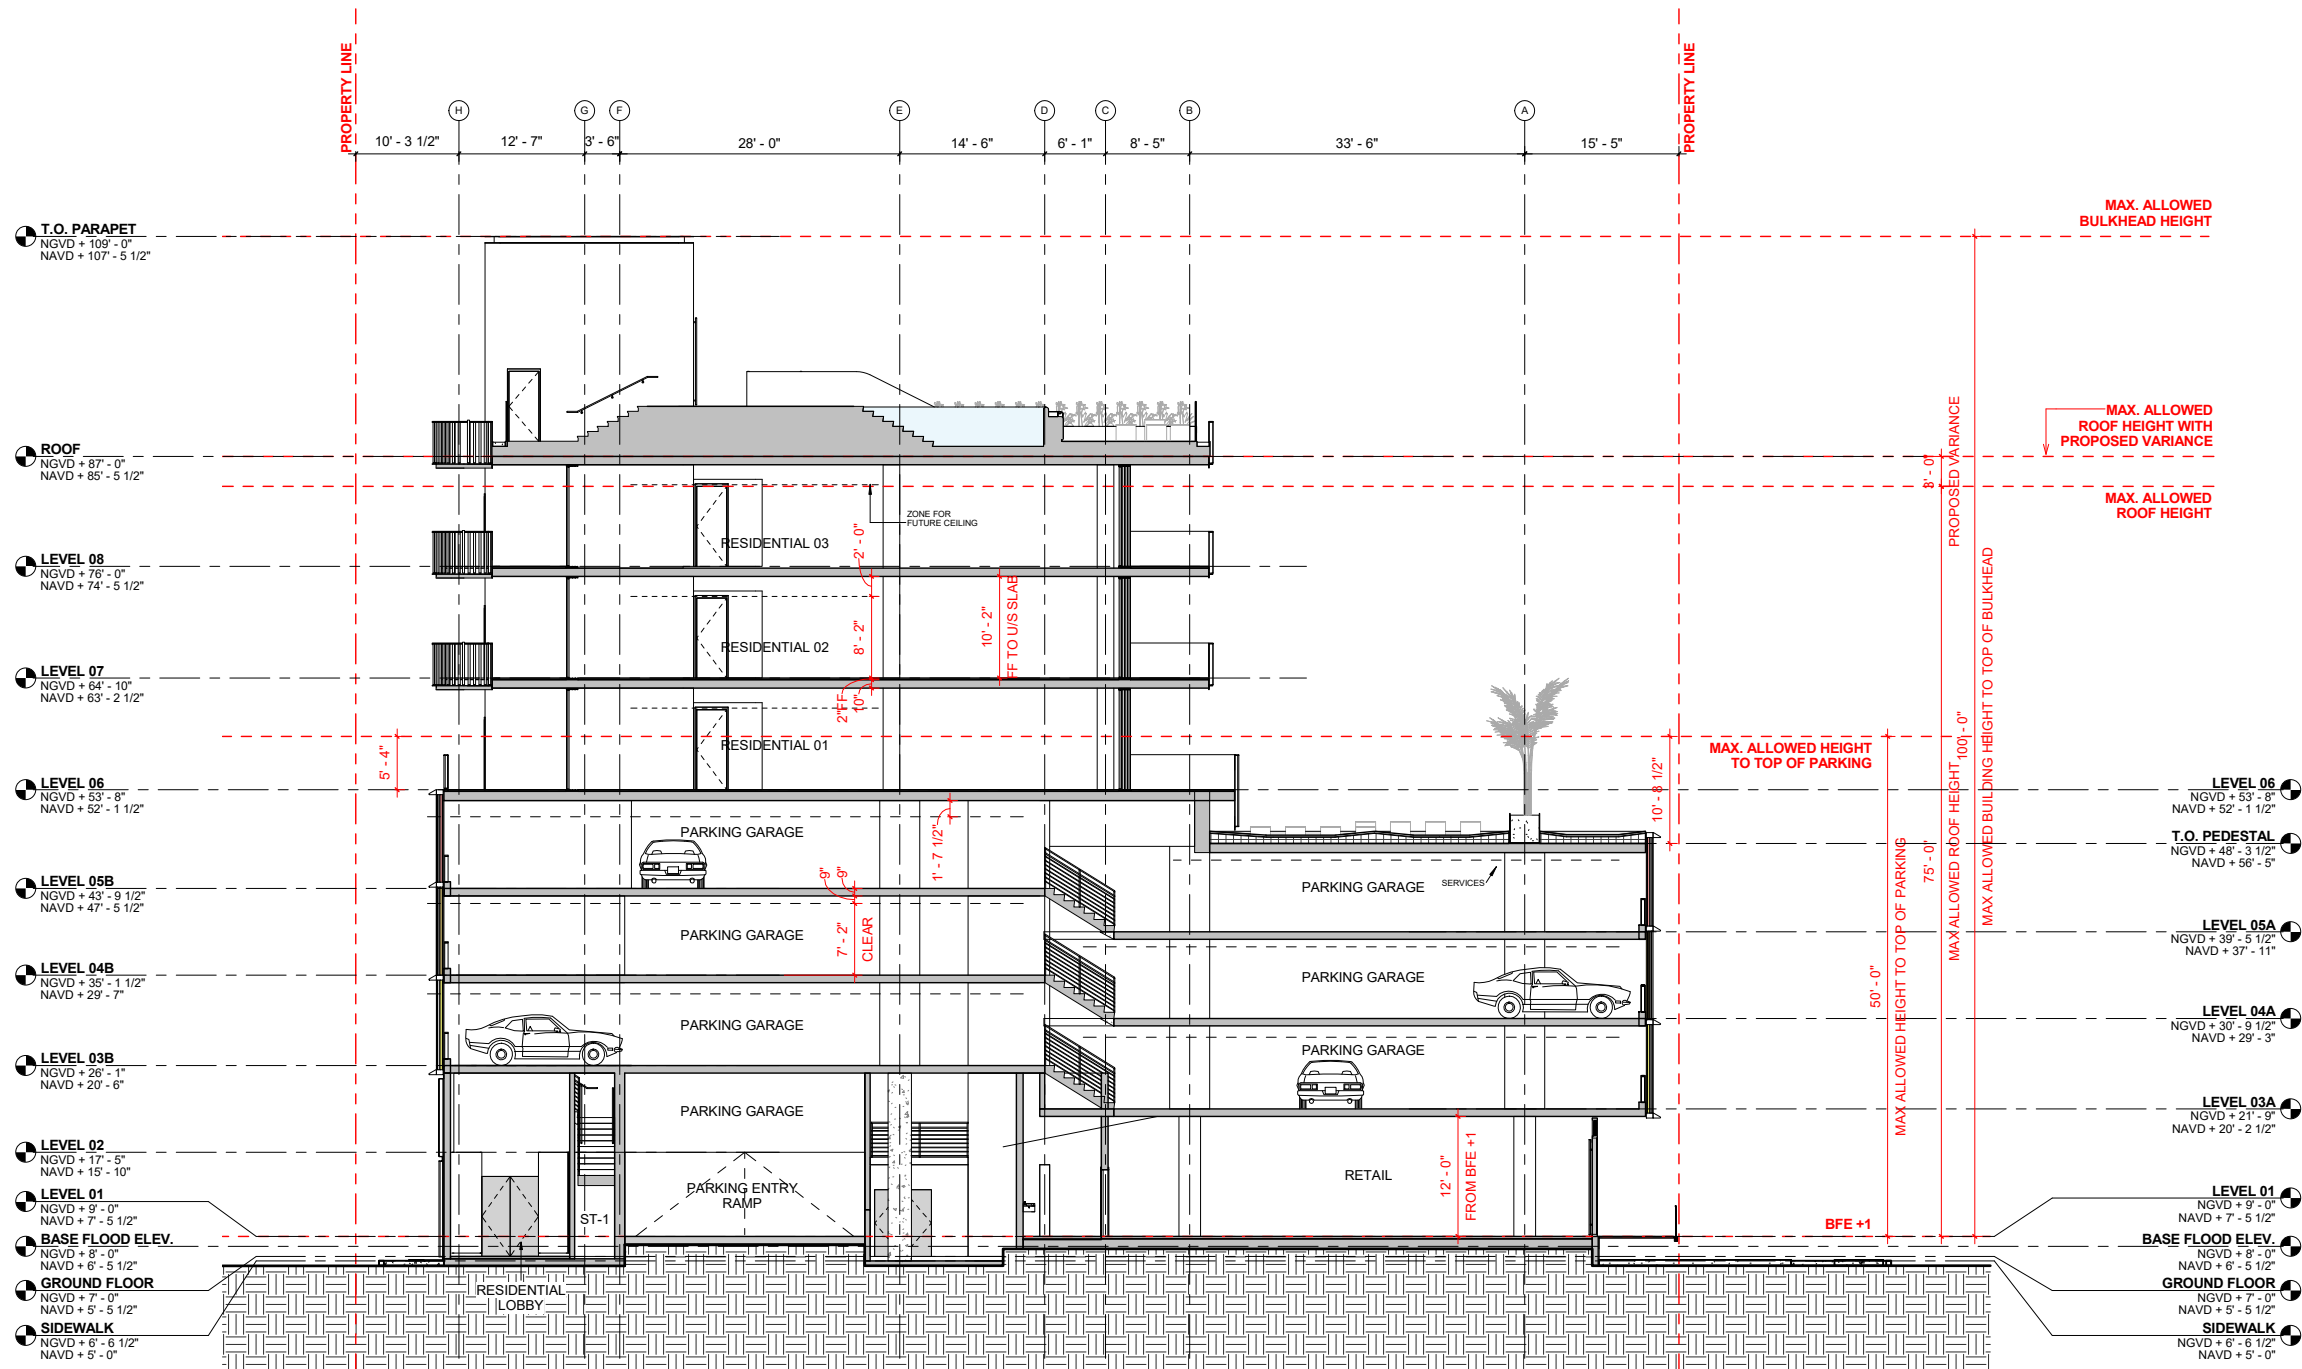 PROPERTY LINE
PROPERTY LINE
H
G
F
E
D
C
B
A
10' - 3 1/2"
12' - 7"
3' - 6"
28' - 0"
14' - 6"
6' - 1"
8' - 5"
33' - 6"
15' - 5"
T.O. PARAPET
NGVD + 109' - 0"
NAVD + 107' - 5 1/2"
ROOF
NGVD + 87' - 0"
NAVD + 85' - 5 1/2"
LEVEL 08
NGVD + 76' - 0"
NAVD + 74' - 5 1/2"
LEVEL 07
NGVD + 64' - 10"
NAVD + 63' - 2 1/2"
LEVEL 06
NGVD + 53' - 8"
NAVD + 52' - 1 1/2"
LEVEL 05B
NGVD + 43' - 9 1/2"
NAVD + 47' - 5 1/2"
LEVEL 04B
NGVD + 35' - 1 1/2"
NAVD + 29' - 7"
LEVEL 03B
NGVD + 26' - 1"
NAVD + 20' - 6"
LEVEL 02
NGVD + 17' - 5"
NAVD + 15' - 10"
LEVEL 01
NGVD + 9' - 0"
NAVD + 7' - 5 1/2"
BASE FLOOD ELEV.
NGVD + 8' - 0"
NAVD + 6' - 5 1/2"
GROUND FLOOR
NGVD + 7' - 0"
NAVD + 5' - 5 1/2"
SIDEWALK
NGVD + 6' - 6 1/2"
NAVD + 5' - 0"
ZONE FOR
FUTURE CEILING
RESIDENTIAL 03
2' - 0"
RESIDENTIAL 02
8' - 2"
10' - 2"
FF TO U/S SLAB
2"FF
10"
RESIDENTIAL 01
5' - 4"
PARKING GARAGE
1' - 7 1/2"
9"
9"
PARKING GARAGE
7' - 2"
CLEAR
PARKING GARAGE
PARKING GARAGE
PARKING ENTRY
RAMP
ST-1
RESIDENTIAL
LOBBY
PARKING GARAGE
SERVICES
PARKING GARAGE
PARKING GARAGE
RETAIL
12' - 0"
FROM BFE +1
BFE +1
MAX. ALLOWED
BULKHEAD HEIGHT
MAX. ALLOWED
ROOF HEIGHT WITH
PROPOSED VARIANCE
3' - 0"
PROPOSED VARIANCE
MAX. ALLOWED
ROOF HEIGHT
MAX. ALLOWED HEIGHT
TO TOP OF PARKING
10' - 8 1/2"
50' - 0"
MAX ALLOWED HEIGHT TO TOP OF PARKING
75' - 0"
MAX ALLOWED ROOF HEIGHT
100' - 0"
MAX ALLOWED BUILDING HEIGHT TO TOP OF BULKHEAD
LEVEL 06
NGVD + 53' - 8"
NAVD + 52' - 1 1/2"
T.O. PEDESTAL
NGVD + 48' - 3 1/2"
NAVD + 56' - 5"
LEVEL 05A
NGVD + 39' - 5 1/2"
NAVD + 37' - 11"
LEVEL 04A
NGVD + 30' - 9 1/2"
NAVD + 29' - 3"
LEVEL 03A
NGVD + 21' - 9"
NAVD + 20' - 2 1/2"
LEVEL 01
NGVD + 9' - 0"
NAVD + 7' - 5 1/2"
BASE FLOOD ELEV.
NGVD + 8' - 0"
NAVD + 6' - 5 1/2"
GROUND FLOOR
NGVD + 7' - 0"
NAVD + 5' - 5 1/2"
SIDEWALK
NGVD + 6' - 6 1/2"
NAVD + 5' - 0"